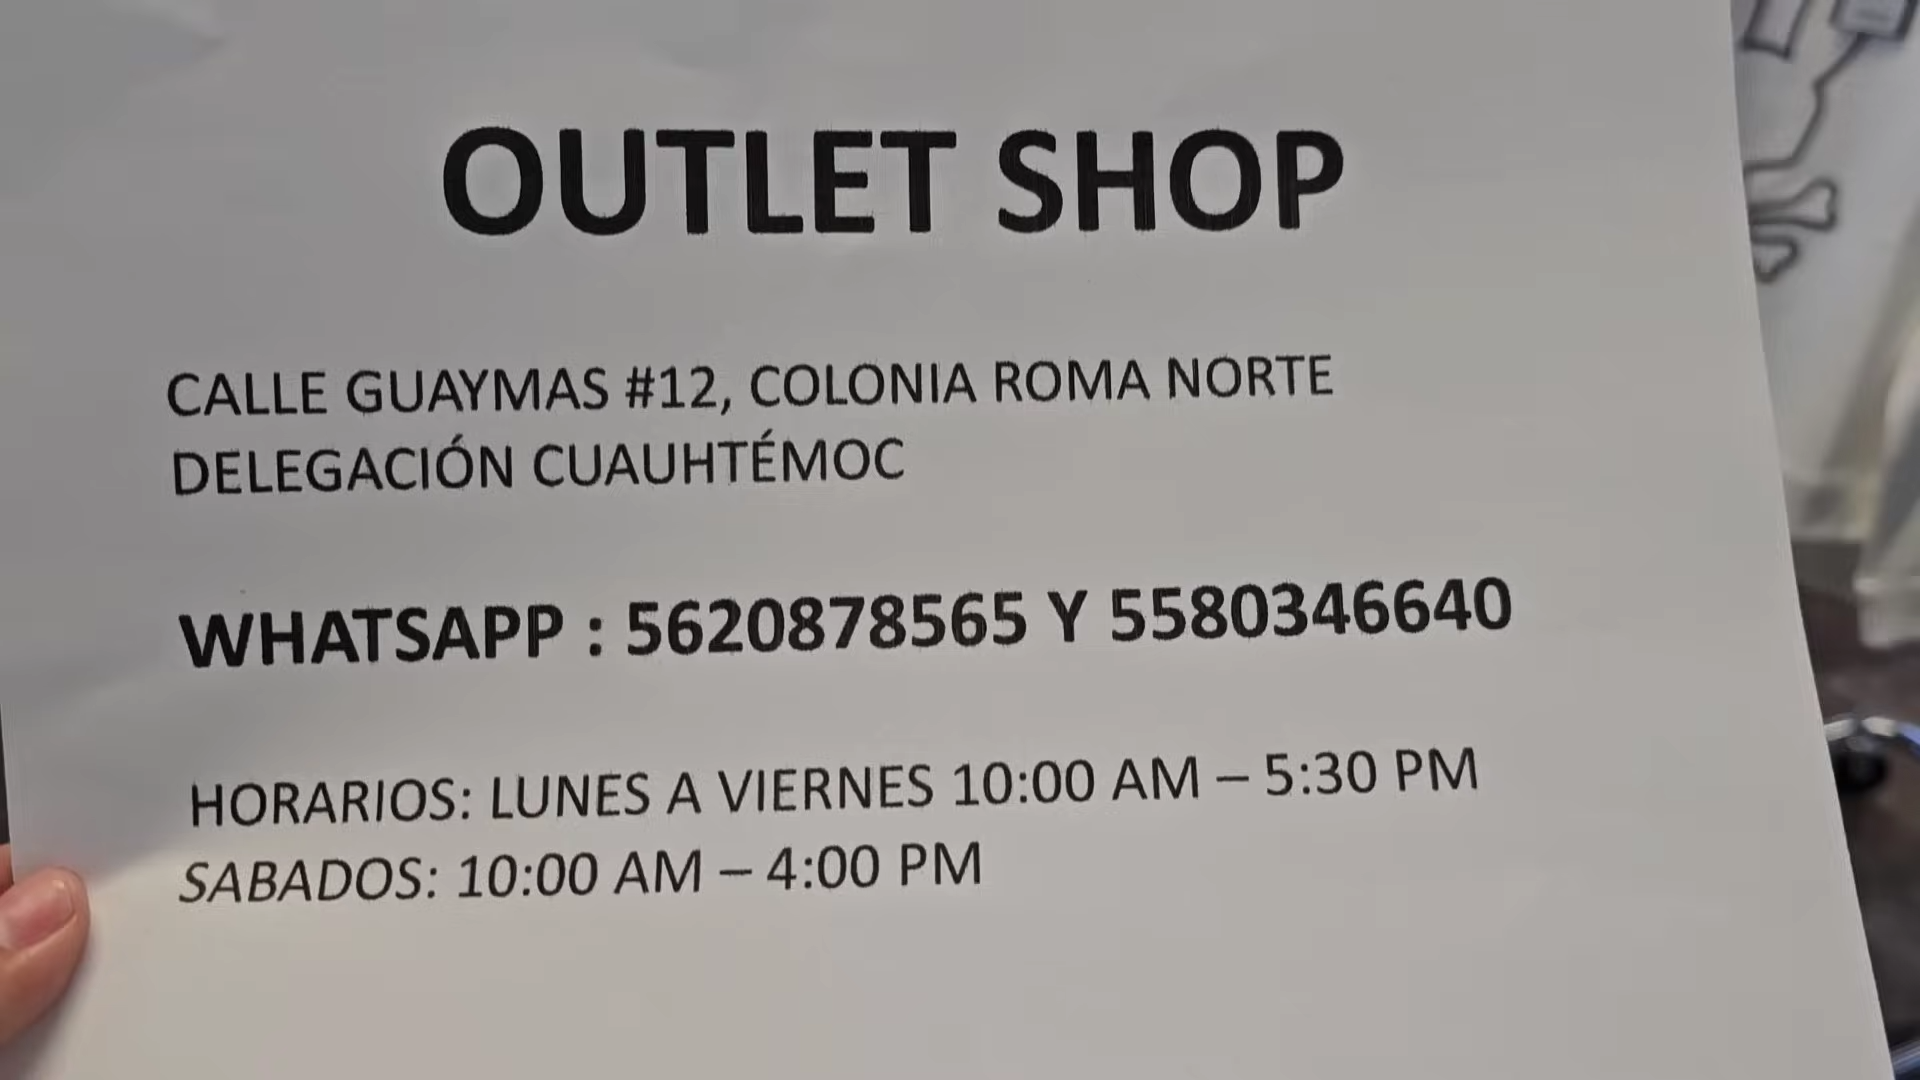 OUTLET SHOP
CALLE GUAYMAS #12, COLONIA ROMA NORTE
DELEGACIÓN CUAUHTÉMOC
WHATSAPP : 5620878565 Y 5580346640
HORARIOS: LUNES A VIERNES 10:00 AM – 5:30 PM
SABADOS: 10:00 AM – 4:00 PM